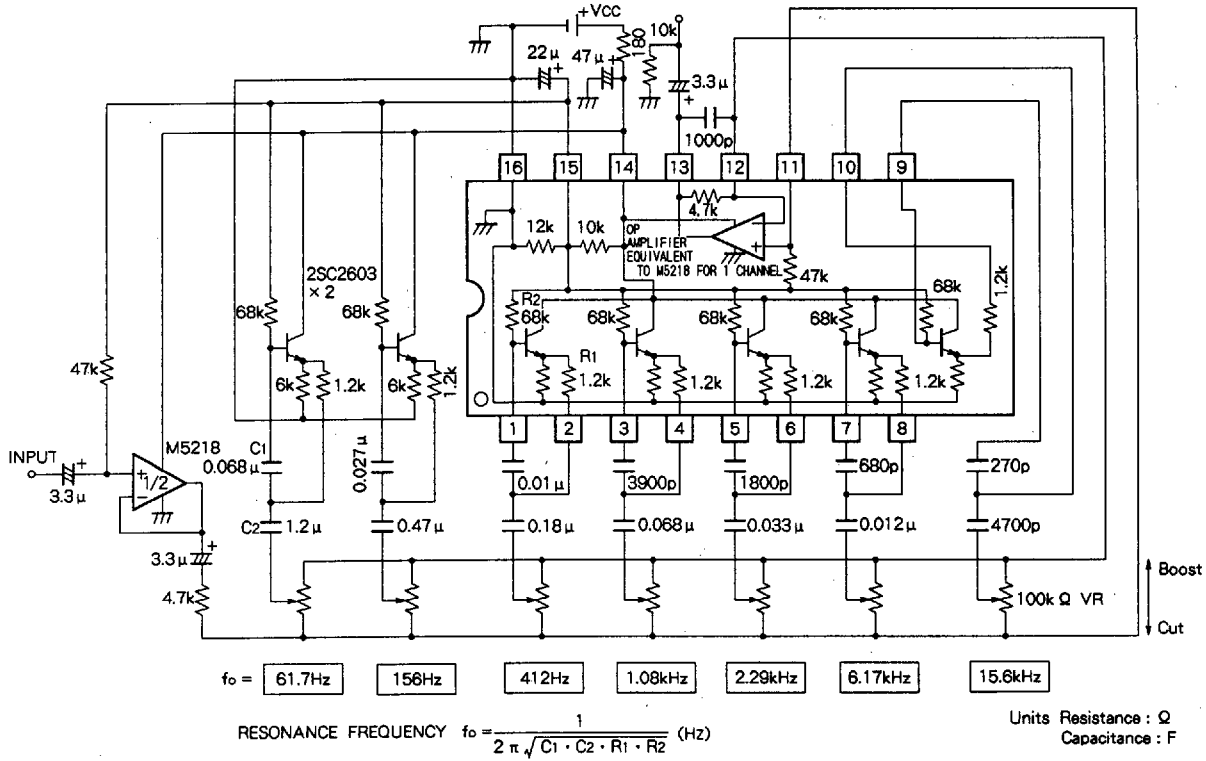 +VCC
10k
180
22μ
47μ
3.3μ
1000p
16
15
14
13
12
11
10
9
4.7k
12k
10k
OP
AMPLIFIER
EQUIVALENT
TO M5218 FOR 1 CHANNEL
−
+
47k
2SC2603
×2
68k
68k
R2
68k
68k
68k
68k
68k
1.2k
47k
6k
1.2k
6k
1.2k
R1
1.2k
1.2k
1.2k
1.2k
1
2
3
4
5
6
7
8
INPUT
3.3μ
M5218
+
1/2
−
C1
0.068μ
0.027μ
0.01μ
3900p
1800p
680p
270p
C2
1.2μ
0.47μ
0.18μ
0.068μ
0.033μ
0.012μ
4700p
3.3μ
4.7k
Boost
100kΩ VR
Cut
fo =
61.7Hz
156Hz
412Hz
1.08kHz
2.29kHz
6.17kHz
15.6kHz
RESONANCE FREQUENCY fo = 1 / 2π√C1・C2・R1・R2 (Hz)
Units Resistance : Ω
Capacitance : F